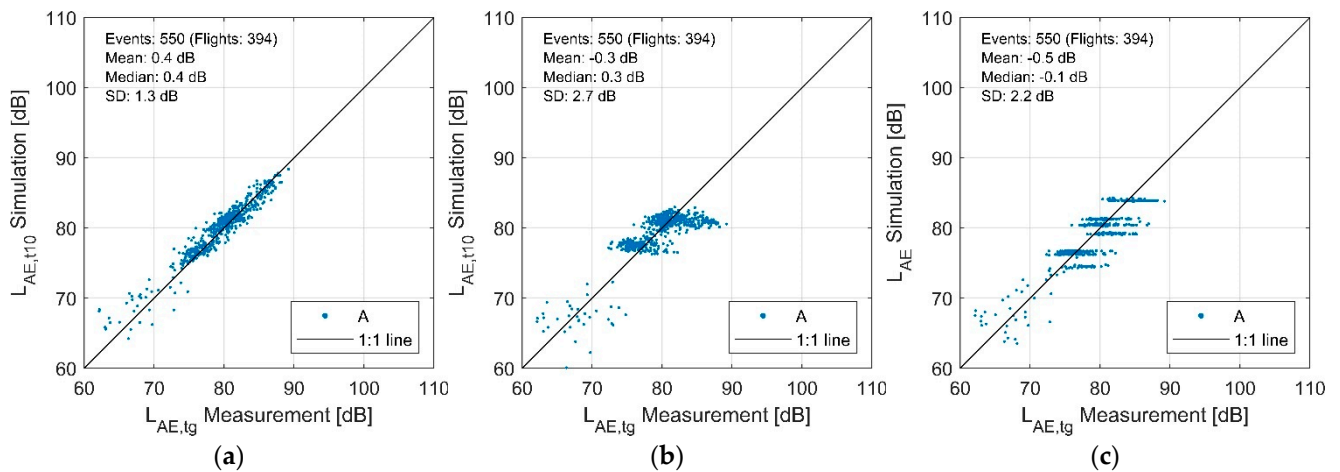 110
100
90
80
70
60
60 70 80 90 100 110
L_AE,t10 Simulation [dB]
L_AE,tg Measurement [dB]
Events: 550 (Flights: 394)
Mean: 0.4 dB
Median: 0.4 dB
SD: 1.3 dB
A
1:1 line
(a)
110
100
90
80
70
60
60 70 80 90 100 110
L_AE,t10 Simulation [dB]
L_AE,tg Measurement [dB]
Events: 550 (Flights: 394)
Mean: -0.3 dB
Median: 0.3 dB
SD: 2.7 dB
A
1:1 line
(b)
110
100
90
80
70
60
60 70 80 90 100 110
L_AE Simulation [dB]
L_AE,tg Measurement [dB]
Events: 550 (Flights: 394)
Mean: -0.5 dB
Median: -0.1 dB
SD: 2.2 dB
A
1:1 line
(c)